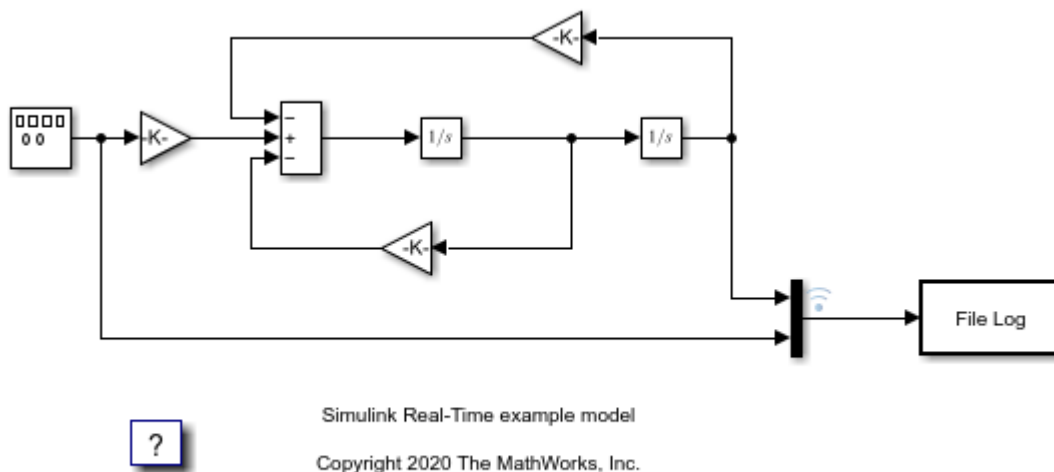 -K-
-
-K-
+
1/s
1/s
-
-K-
File Log
Simulink Real-Time example model
?
Copyright 2020 The MathWorks, Inc.